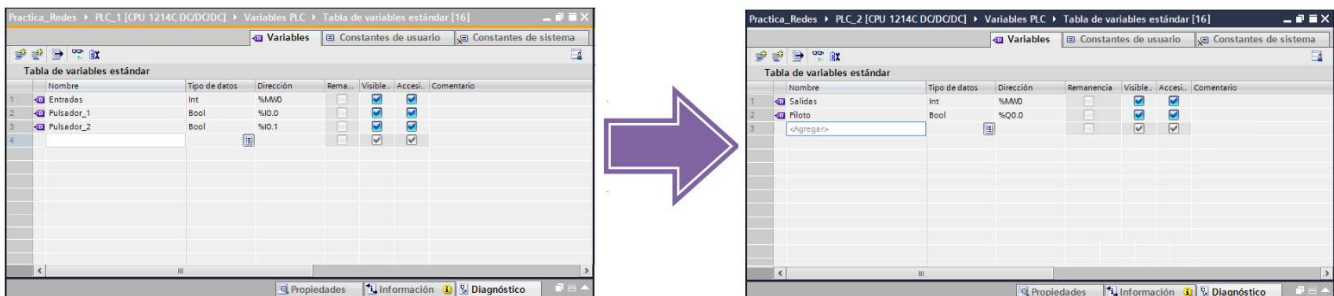 Practica_Redes ▸ PLC_1 [CPU 1214C DC/DC/DC] ▸ Variables PLC ▸ Tabla de variables estándar [16]
Variables Constantes de usuario Constantes de sistema
Tabla de variables estándar
Nombre Tipo de datos Dirección Rema... Visible.. Accesi.. Comentario
1 Entradas Int %MW0
2 Pulsador_1 Bool %I0.0
3 Pulsador_2 Bool %I0.1
4
Propiedades Información Diagnóstico
Practica_Redes ▸ PLC_2 [CPU 1214C DC/DC/DC] ▸ Variables PLC ▸ Tabla de variables estándar [16]
Variables Constantes de usuario Constantes de sistema
Tabla de variables estándar
Nombre Tipo de datos Dirección Remanencia Visible.. Accesi.. Comentario
1 Salidas Int %MW0
2 Piloto Bool %Q0.0
3 <Agregar>
Propiedades Información Diagnóstico